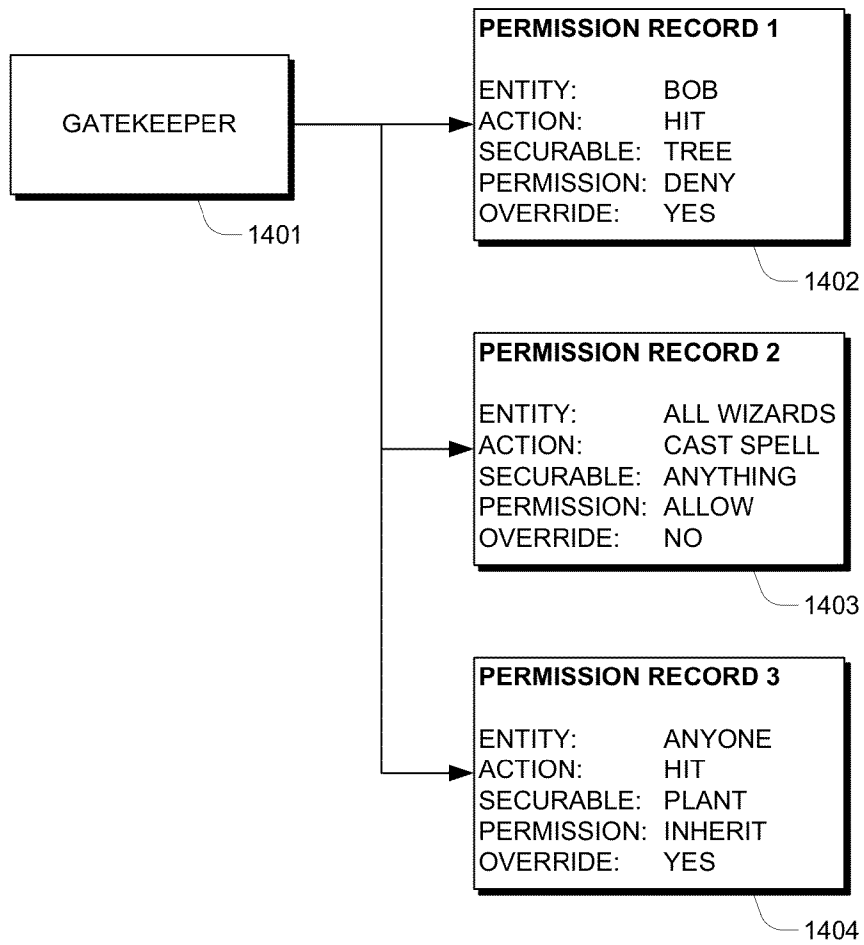 GATEKEEPER
1401
PERMISSION RECORD 1
ENTITY: BOB
ACTION: HIT
SECURABLE: TREE
PERMISSION: DENY
OVERRIDE: YES
1402
PERMISSION RECORD 2
ENTITY: ALL WIZARDS
ACTION: CAST SPELL
SECURABLE: ANYTHING
PERMISSION: ALLOW
OVERRIDE: NO
1403
PERMISSION RECORD 3
ENTITY: ANYONE
ACTION: HIT
SECURABLE: PLANT
PERMISSION: INHERIT
OVERRIDE: YES
1404